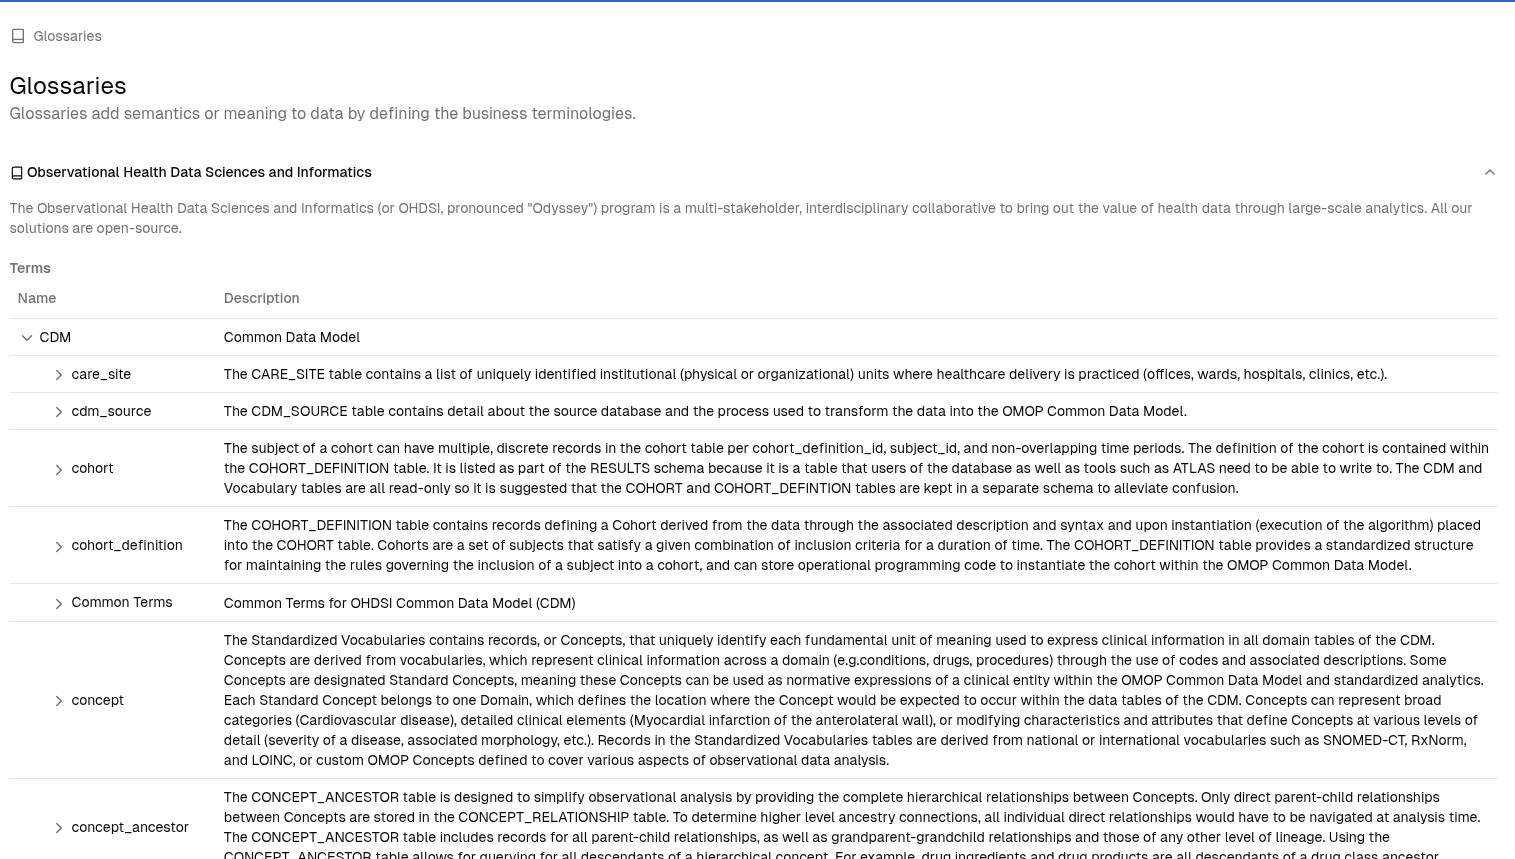 Glossaries
Glossaries
Glossaries add semantics or meaning to data by defining the business terminologies.
Observational Health Data Sciences and Informatics
The Observational Health Data Sciences and Informatics (or OHDSI, pronounced "Odyssey") program is a multi-stakeholder, interdisciplinary collaborative to bring out the value of health data through large-scale analytics. All our
solutions are open-source.
Terms
Name Description
CDM Common Data Model
care_site The CARE_SITE table contains a list of uniquely identified institutional (physical or organizational) units where healthcare delivery is practiced (offices, wards, hospitals, clinics, etc.).
cdm_source The CDM_SOURCE table contains detail about the source database and the process used to transform the data into the OMOP Common Data Model.
The subject of a cohort can have multiple, discrete records in the cohort table per cohort_definition_id, subject_id, and non-overlapping time periods. The definition of the cohort is contained within
cohort the COHORT_DEFINITION table. It is listed as part of the RESULTS schema because it is a table that users of the database as well as tools such as ATLAS need to be able to write to. The CDM and
Vocabulary tables are all read-only so it is suggested that the COHORT and COHORT_DEFINTION tables are kept in a separate schema to alleviate confusion.
The COHORT_DEFINITION table contains records defining a Cohort derived from the data through the associated description and syntax and upon instantiation (execution of the algorithm) placed
cohort_definition into the COHORT table. Cohorts are a set of subjects that satisfy a given combination of inclusion criteria for a duration of time. The COHORT_DEFINITION table provides a standardized structure
for maintaining the rules governing the inclusion of a subject into a cohort, and can store operational programming code to instantiate the cohort within the OMOP Common Data Model.
Common Terms Common Terms for OHDSI Common Data Model (CDM)
The Standardized Vocabularies contains records, or Concepts, that uniquely identify each fundamental unit of meaning used to express clinical information in all domain tables of the CDM.
Concepts are derived from vocabularies, which represent clinical information across a domain (e.g.conditions, drugs, procedures) through the use of codes and associated descriptions. Some
Concepts are designated Standard Concepts, meaning these Concepts can be used as normative expressions of a clinical entity within the OMOP Common Data Model and standardized analytics.
concept Each Standard Concept belongs to one Domain, which defines the location where the Concept would be expected to occur within the data tables of the CDM. Concepts can represent broad
categories (Cardiovascular disease), detailed clinical elements (Myocardial infarction of the anterolateral wall), or modifying characteristics and attributes that define Concepts at various levels of
detail (severity of a disease, associated morphology, etc.). Records in the Standardized Vocabularies tables are derived from national or international vocabularies such as SNOMED-CT, RxNorm,
and LOINC, or custom OMOP Concepts defined to cover various aspects of observational data analysis.
The CONCEPT_ANCESTOR table is designed to simplify observational analysis by providing the complete hierarchical relationships between Concepts. Only direct parent-child relationships
between Concepts are stored in the CONCEPT_RELATIONSHIP table. To determine higher level ancestry connections, all individual direct relationships would have to be navigated at analysis time.
concept_ancestor The CONCEPT_ANCESTOR table includes records for all parent-child relationships, as well as grandparent-grandchild relationships and those of any other level of lineage. Using the
CONCEPT_ANCESTOR table allows for querying for all descendants of a hierarchical concept. For example, drug ingredients and drug products are all descendants of a drug class ancestor.